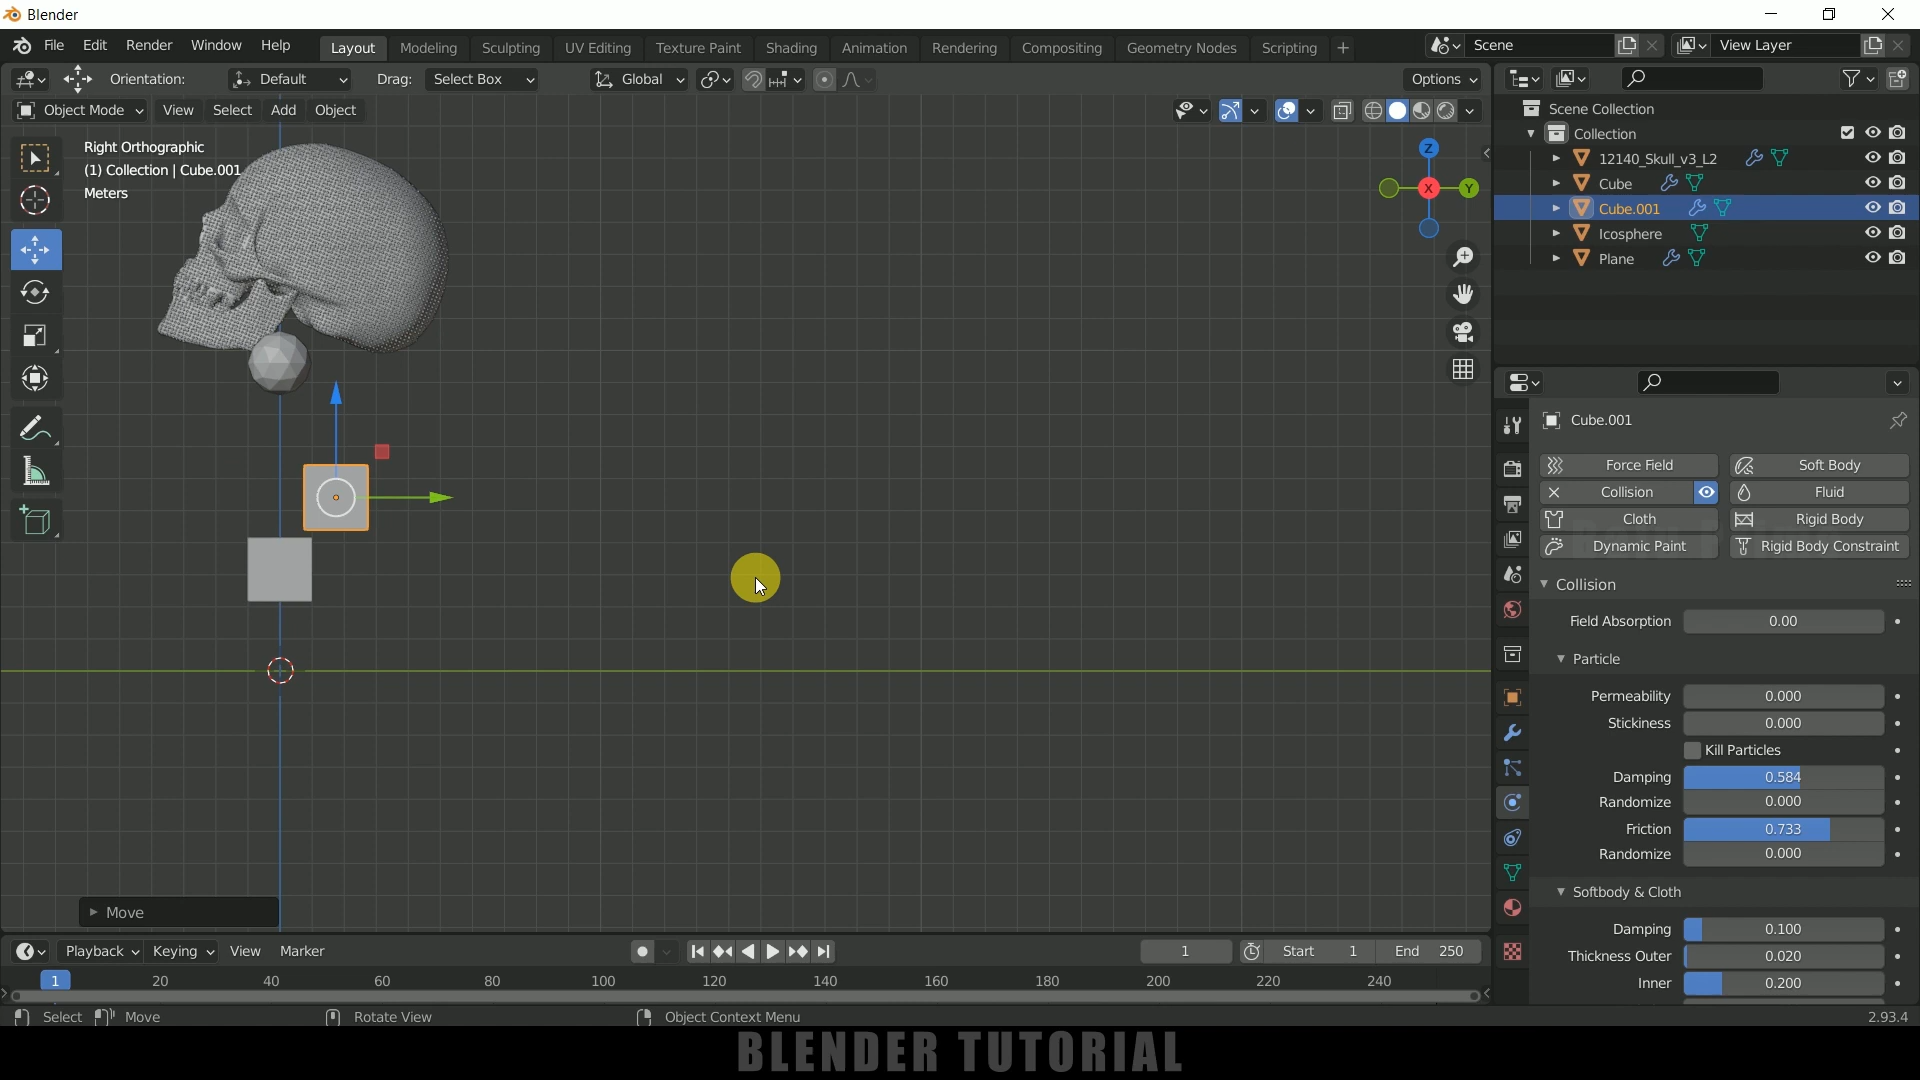 Blender
File Edit Render Window Help Layout Modeling Sculpting UV Editing Texture Paint Shading Animation Rendering Compositing Geometry Nodes Scripting + Scene View Layer
Orientation: Default Drag: Select Box Global Options
Object Mode View Select Add Object
Right Orthographic
(1) Collection | Cube.001
Meters
Z
X
Y
Scene Collection
Collection
12140_Skull_v3_L2
Cube
Cube.001
Icosphere
Plane
Cube.001
Force Field Soft Body
Collision Fluid
Cloth Rigid Body
Dynamic Paint Rigid Body Constraint
Collision
Field Absorption 0.00
Particle
Permeability 0.000
Stickiness 0.000
Kill Particles
Damping 0.584
Randomize 0.000
Friction 0.733
Randomize 0.000
Softbody & Cloth
Damping 0.100
Thickness Outer 0.020
Inner 0.200
Move
Playback Keying View Marker 1 Start 1 End 250
1 20 40 60 80 100 120 140 160 180 200 220 240
Select Move Rotate View Object Context Menu 2.93.4
BLENDER TUTORIAL